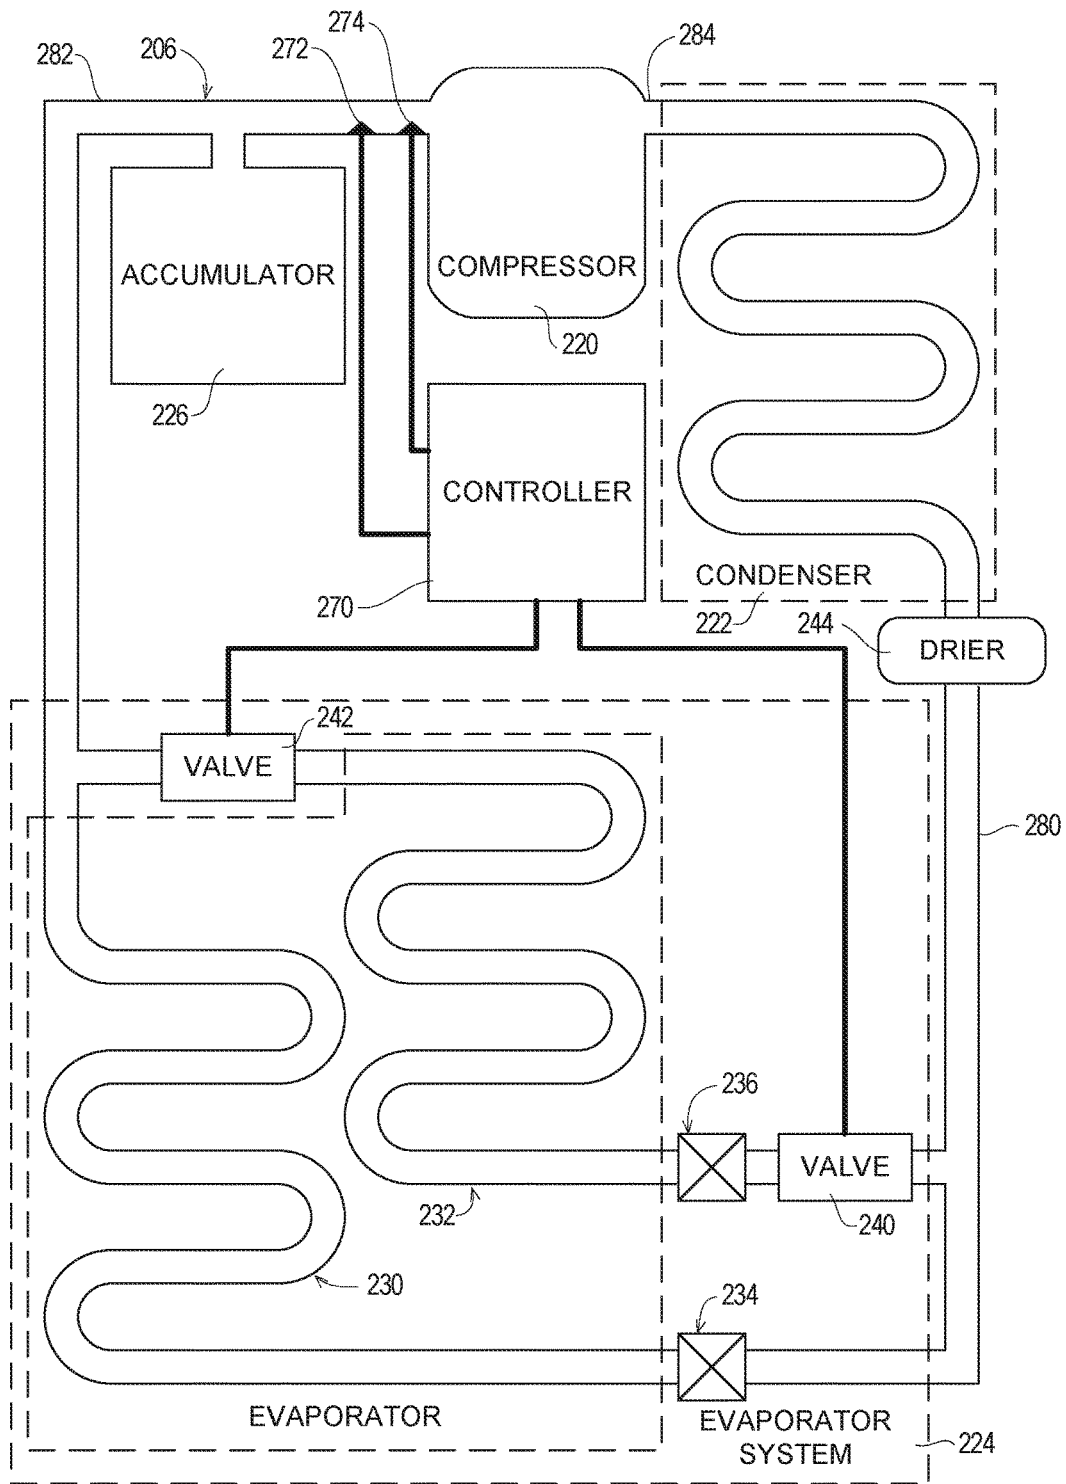 274
282
206
272
284
ACCUMULATOR
COMPRESSOR
220
226
CONTROLLER
CONDENSER
270
222
244
DRIER
242
VALVE
280
236
VALVE
232
240
230
234
EVAPORATOR
EVAPORATOR
SYSTEM
224